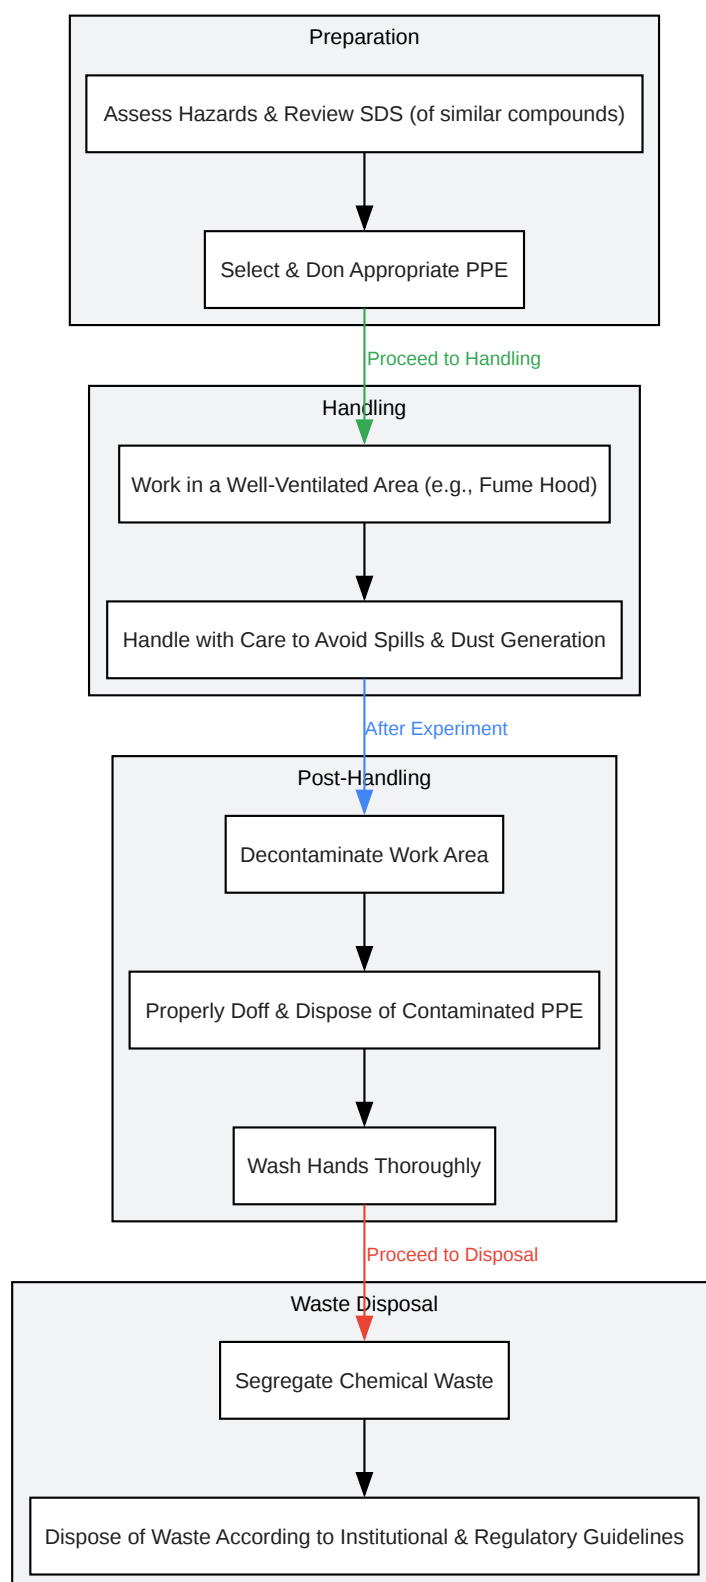 Preparation
Assess Hazards & Review SDS (of similar compounds)
Select & Don Appropriate PPE
Proceed to Handling
Handling
Work in a Well-Ventilated Area (e.g., Fume Hood)
Handle with Care to Avoid Spills & Dust Generation
After Experiment
Post-Handling
Decontaminate Work Area
Properly Doff & Dispose of Contaminated PPE
Wash Hands Thoroughly
Proceed to Disposal
Waste Disposal
Segregate Chemical Waste
Dispose of Waste According to Institutional & Regulatory Guidelines